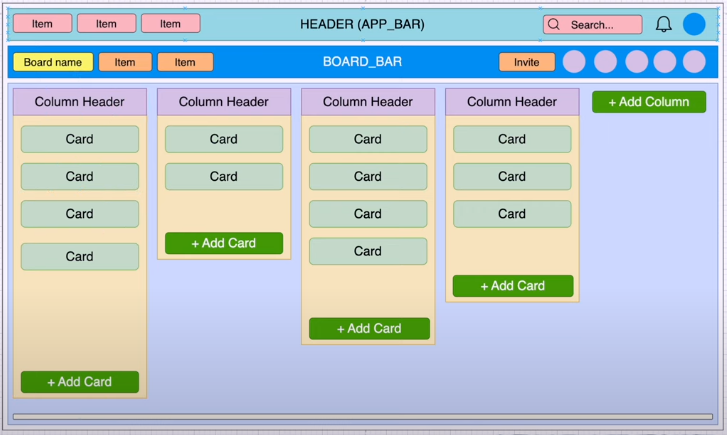 Item Item Item HEADER (APP_BAR) Search...
Board name Item Item BOARD_BAR Invite
Column Header Column Header Column Header Column Header + Add Column
Card Card Card Card
Card Card Card Card
Card Card Card
+ Add Card
Card Card
+ Add Card
+ Add Card
+ Add Card